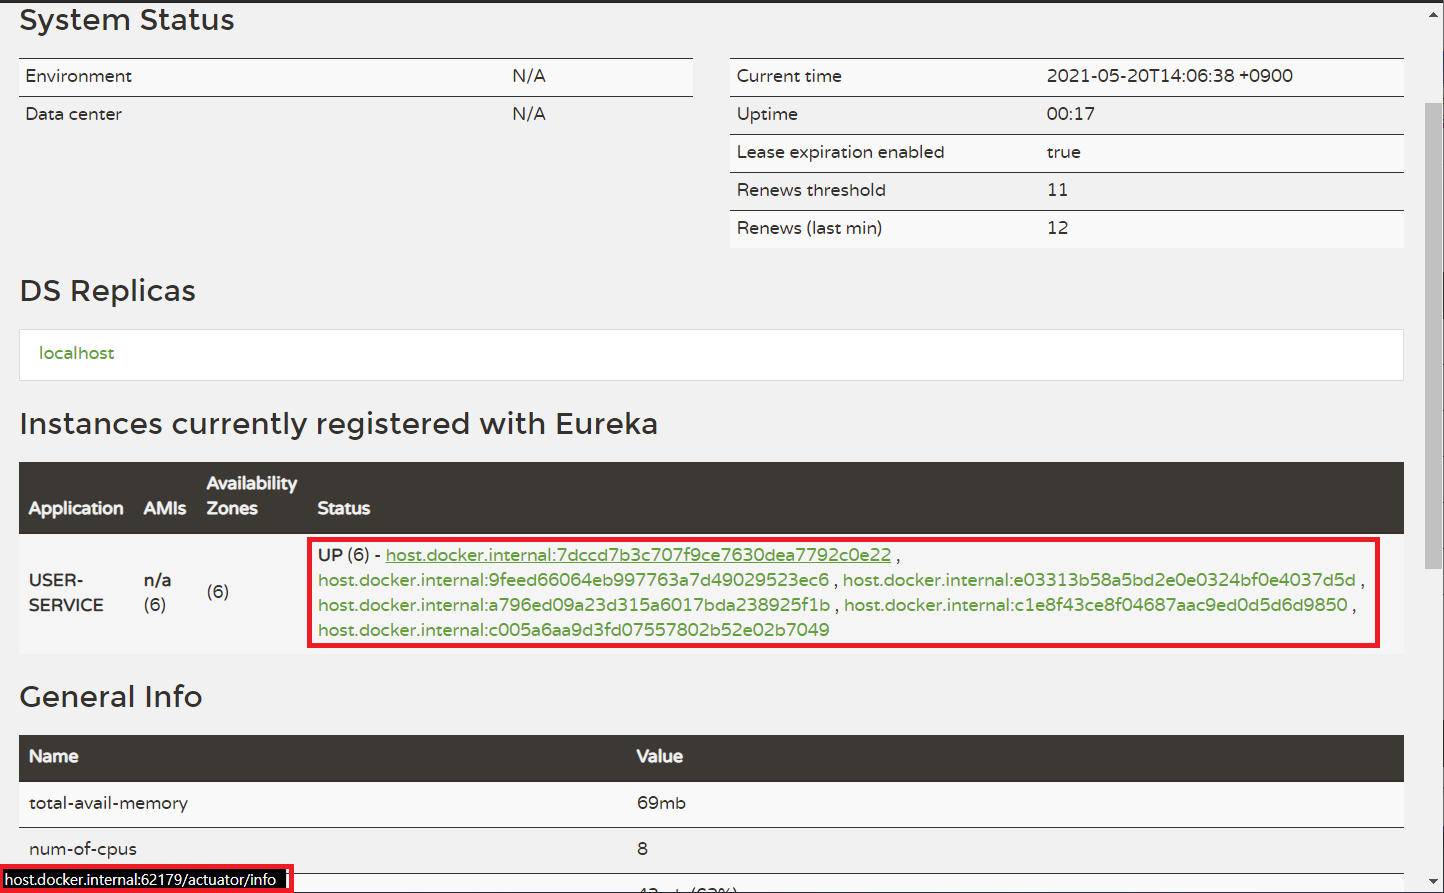 System Status
Environment N/A
Data center N/A
Current time 2021-05-20T14:06:38 +0900
Uptime 00:17
Lease expiration enabled true
Renews threshold 11
Renews (last min) 12
DS Replicas
localhost
Instances currently registered with Eureka
Application AMIs Availability Zones Status
USER-SERVICE n/a (6) (6)
UP (6) - host.docker.internal:7dccd7b3c707f9ce7630dea7792c0e22 ,
host.docker.internal:9feed66064eb997763a7d49029523ec6 , host.docker.internal:e03313b58a5bd2e0e0324bf0e4037d5d ,
host.docker.internal:a796ed09a23d315a6017bda238925f1b , host.docker.internal:c1e8f43ce8f04687aac9ed0d5d6d9850 ,
host.docker.internal:c005a6aa9d3fd07557802b52e02b7049
General Info
Name Value
total-avail-memory 69mb
num-of-cpus 8
host.docker.internal:62179/actuator/info